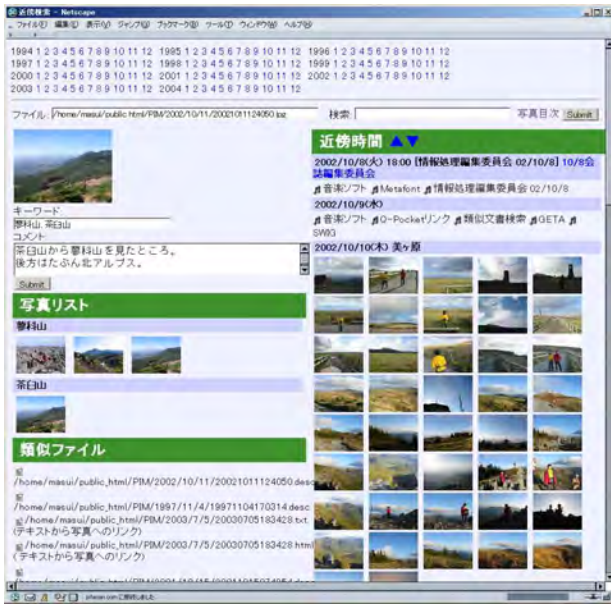 近傍検索 - Netscape
ファイル(F) 編集(E) 表示(V) ジャンプ(G) ブックマーク(B) ツール(T) ウィンドウ(W) ヘルプ(H)
1994 1 2 3 4 5 6 7 8 9 10 11 12 1995 1 2 3 4 5 6 7 8 9 10 11 12 1996 1 2 3 4 5 6 7 8 9 10 11 12
1997 1 2 3 4 5 6 7 8 9 10 11 12 1998 1 2 3 4 5 6 7 8 9 10 11 12 1999 1 2 3 4 5 6 7 8 9 10 11 12
2000 1 2 3 4 5 6 7 8 9 10 11 12 2001 1 2 3 4 5 6 7 8 9 10 11 12 2002 1 2 3 4 5 6 7 8 9 10 11 12
2003 1 2 3 4 5 6 7 8 9 10 11 12 2004 1 2 3 4 5 6 7 8 9 10 11 12
ファイル: /home/masui/public_html/PIM/2002/10/11/20021011124050.jpg 検索: 写真目次 Submit
キーワード:
蓼科山, 茶臼山
コメント:
茶臼山から蓼科山を見たところ。
後方はたぶん北アルプス。
Submit
写真リスト
蓼科山
茶臼山
類似ファイル
/home/masui/public_html/PIM/2002/10/11/20021011124050.desc
/home/masui/public_html/PIM/1997/11/4/19971104170314.desc
/home/masui/public_html/PIM/2003/7/5/20030705183428.txt.
(テキストから写真へのリンク)
/home/masui/public_html/PIM/2003/7/5/20030705183428.html
(テキストから写真へのリンク)
近傍時間 ▲▼
2002/10/8(火) 18:00 [情報処理編集委員会 02/10/8] 10/8会
誌編集委員会
音楽ソフト Metafont 情報処理編集委員会 02/10/8
2002/10/9(水)
音楽ソフト Q-Pocketリンク 類似文書検索 GETA
SWIG
2002/10/10(木) 美ヶ原